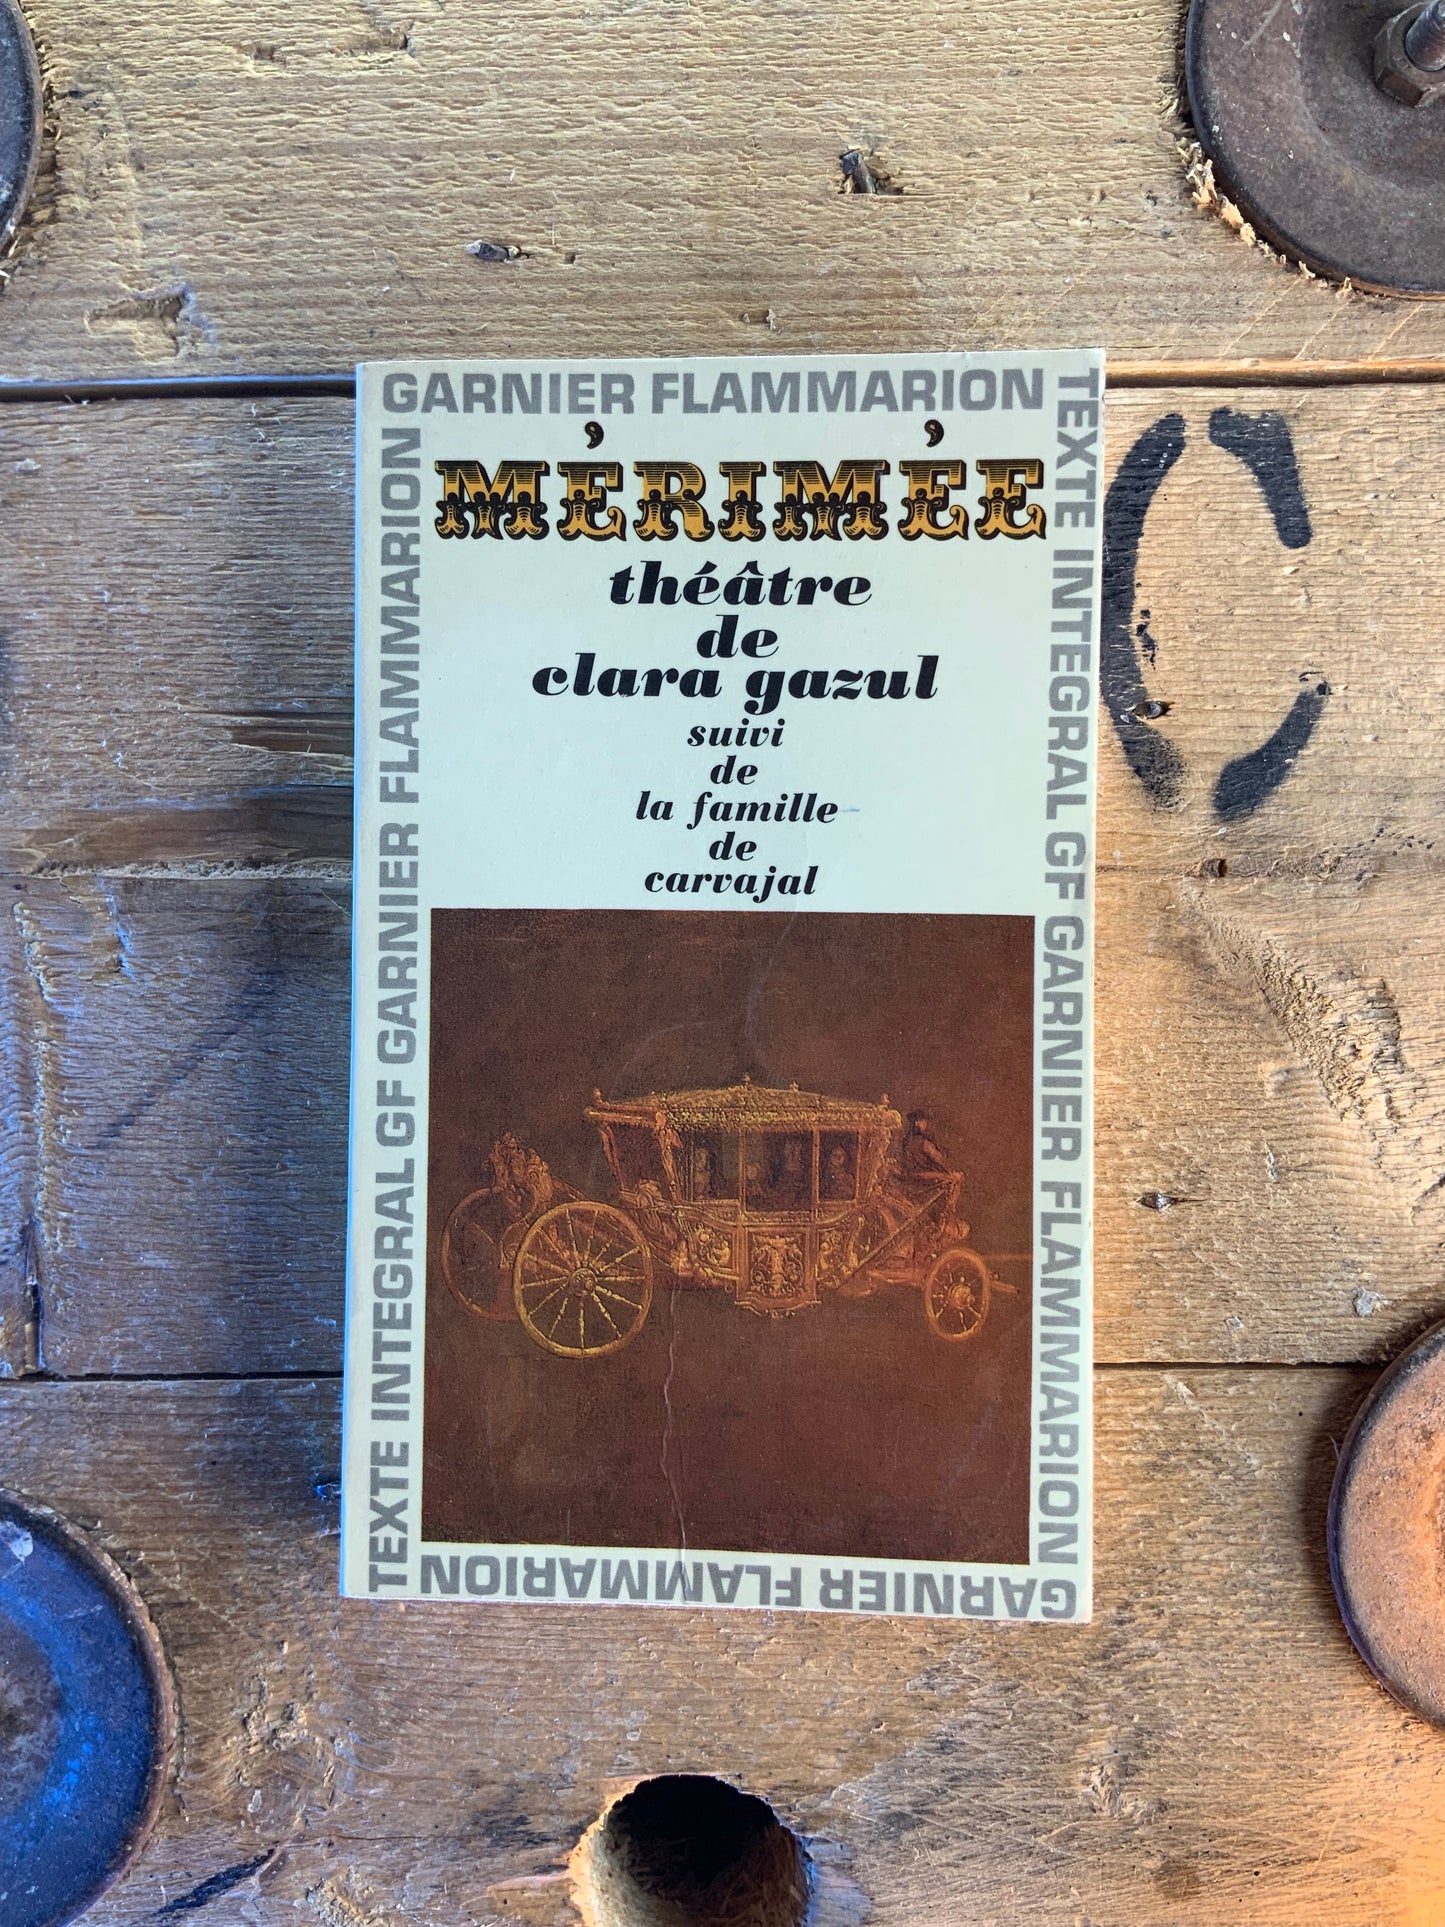 GARNIER FLAMMARION
MÉRIMÉE
théâtre
de
clara gazul
suivi
de
la famille
de
carvajal
TEXTE INTEGRAL GF GARNIER FLAMMARION
TEXTE INTEGRAL GF GARNIER FLAMMARION
GARNIER FLAMMARION
C